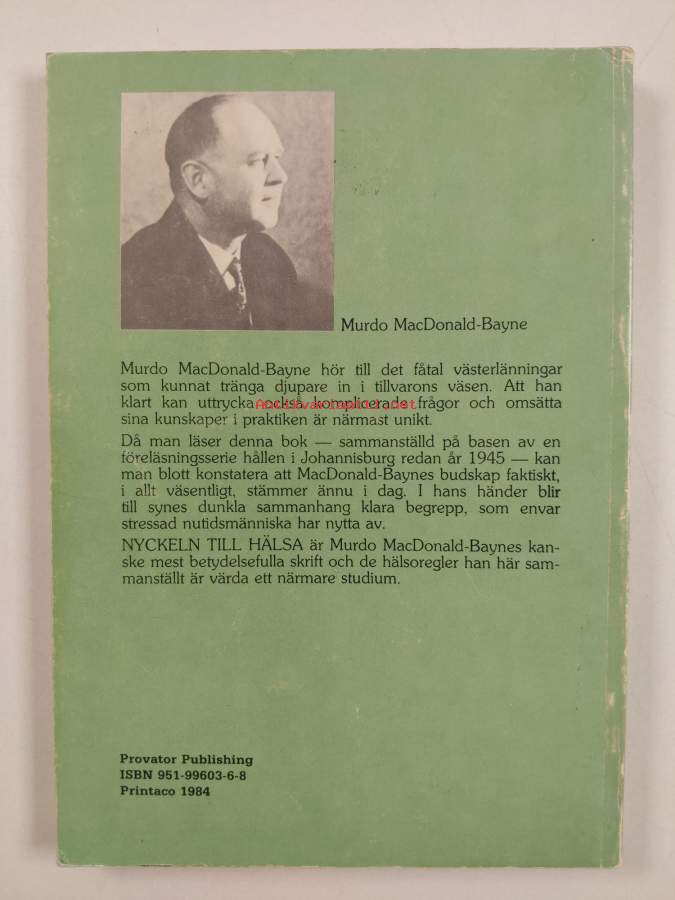 Murdo MacDonald-Bayne
Murdo MacDonald-Bayne hör till det fåtal västerlänningar
som kunnat tränga djupare in i tillvarons väsen. Att han
klart kan uttrycka också komplicerade frågor och omsätta
Antikvariaatti.net
sina kunskaper i praktiken är närmast unikt.
Då man läser denna bok — sammanställd på basen av en
föreläsningsserie hållen i Johannisburg redan år 1945 — kan
man blott konstatera att MacDonald-Baynes budskap faktiskt,
i allt väsentligt, stämmer ännu i dag. I hans händer blir
till synes dunkla sammanhang klara begrepp, som envar
stressad nutidsmänniska har nytta av.
NYCKELN TILL HÄLSA är Murdo MacDonald-Baynes kan-
ske mest betydelsefulla skrift och de hälsoregler han här sam-
manställt är värda ett närmare studium.
Provator Publishing
ISBN 951-99603-6-8
Printaco 1984